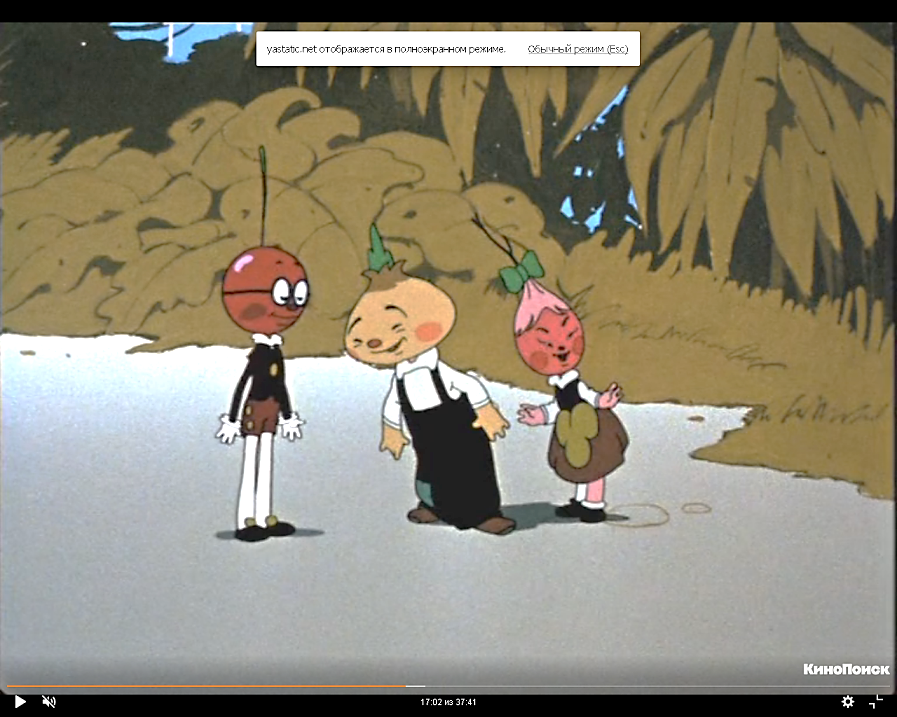 yastatic.net отображается в полноэкранном режиме. Обычный режим (Esc)
КиноПоиск
17:02 из 37:41